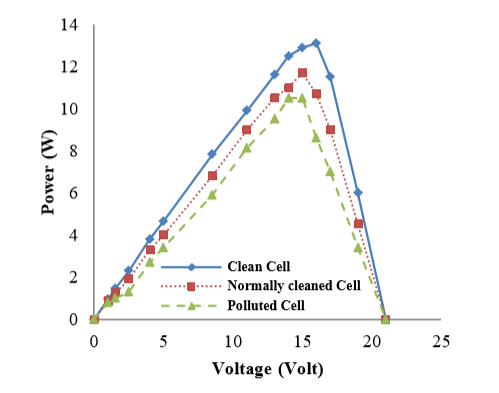 14
12
10
8
6
4
2
0
Power (W)
Clean Cell
Normally cleaned Cell
Polluted Cell
0 5 10 15 20 25
Voltage (Volt)